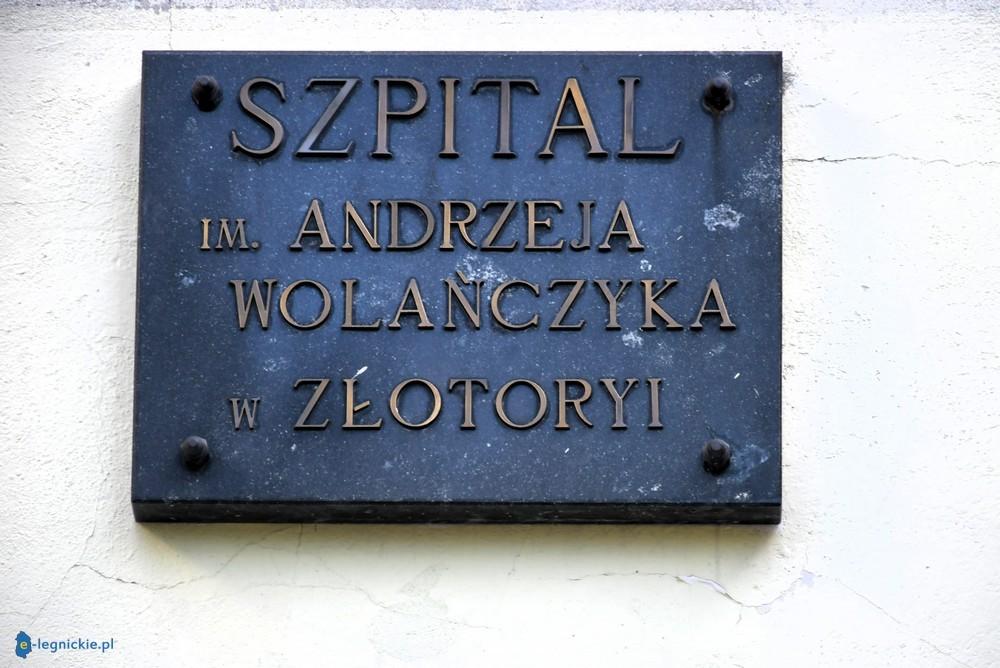 SZPITAL
IM. ANDRZEJA
WOLAŃCZYKA
W ZŁOTORYI
e-legnickie.pl